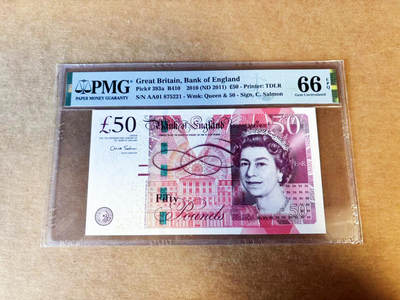 PMG
PAPER MONEY GUARANTY
Great Britain, Bank of England
Pick# 393a B410 2010 (ND 2011) £50 - Printer: TDLR
S/N AA01 875221 - Wmk: Queen & 50 - Sign, C. Salmon
66 EPQ
Gem Uncirculated
£50
Bank of England
50
Fifty
Pounds
50